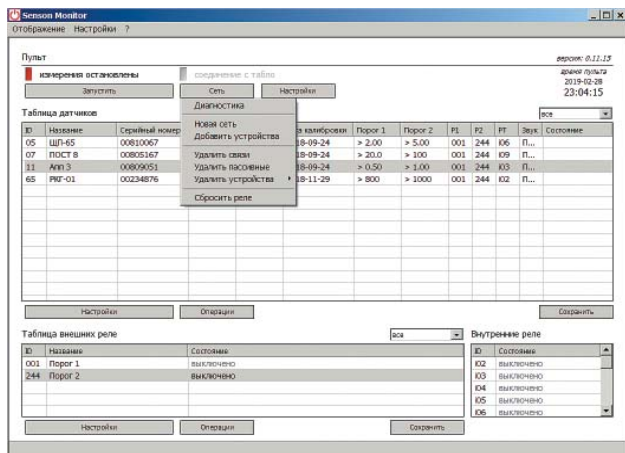 Senson Monitor
Отображение Настройки ?
Пульт
версия: 0.11.15
измерения остановлены
соединение с табло
время пульта
2019-02-28
23:04:15
Запустить Сеть Настройки
Диагностика
Новая сеть
Добавить устройства
Удалить связи
Удалить пассивные
Удалить устройства
Сбросить реле
Таблица датчиков все
ID Название Серийный номер а калибровки Порог 1 Порог 2 P1 P2 PT Звук Состояние
05 ЩП-65 00810067 18-09-24 > 2.00 > 5.00 001 244 i06 П...
07 ПОСТ 8 00805167 18-09-24 > 20.0 > 100 001 244 i09 П...
11 Апп 3 00809051 18-09-24 > 0.50 > 1.00 001 244 i03 П...
65 РКГ-01 00234876 18-11-29 > 800 > 1000 001 244 i02 П...
Настройки Операции Сохранить
Таблица внешних реле все Внутренние реле
ID Название Состояние ID Состояние
001 Порог 1 выключено i02 выключено
244 Порог 2 выключено i03 выключено
i04 выключено
i05 выключено
i06 выключено
Настройки Операции Сохранить